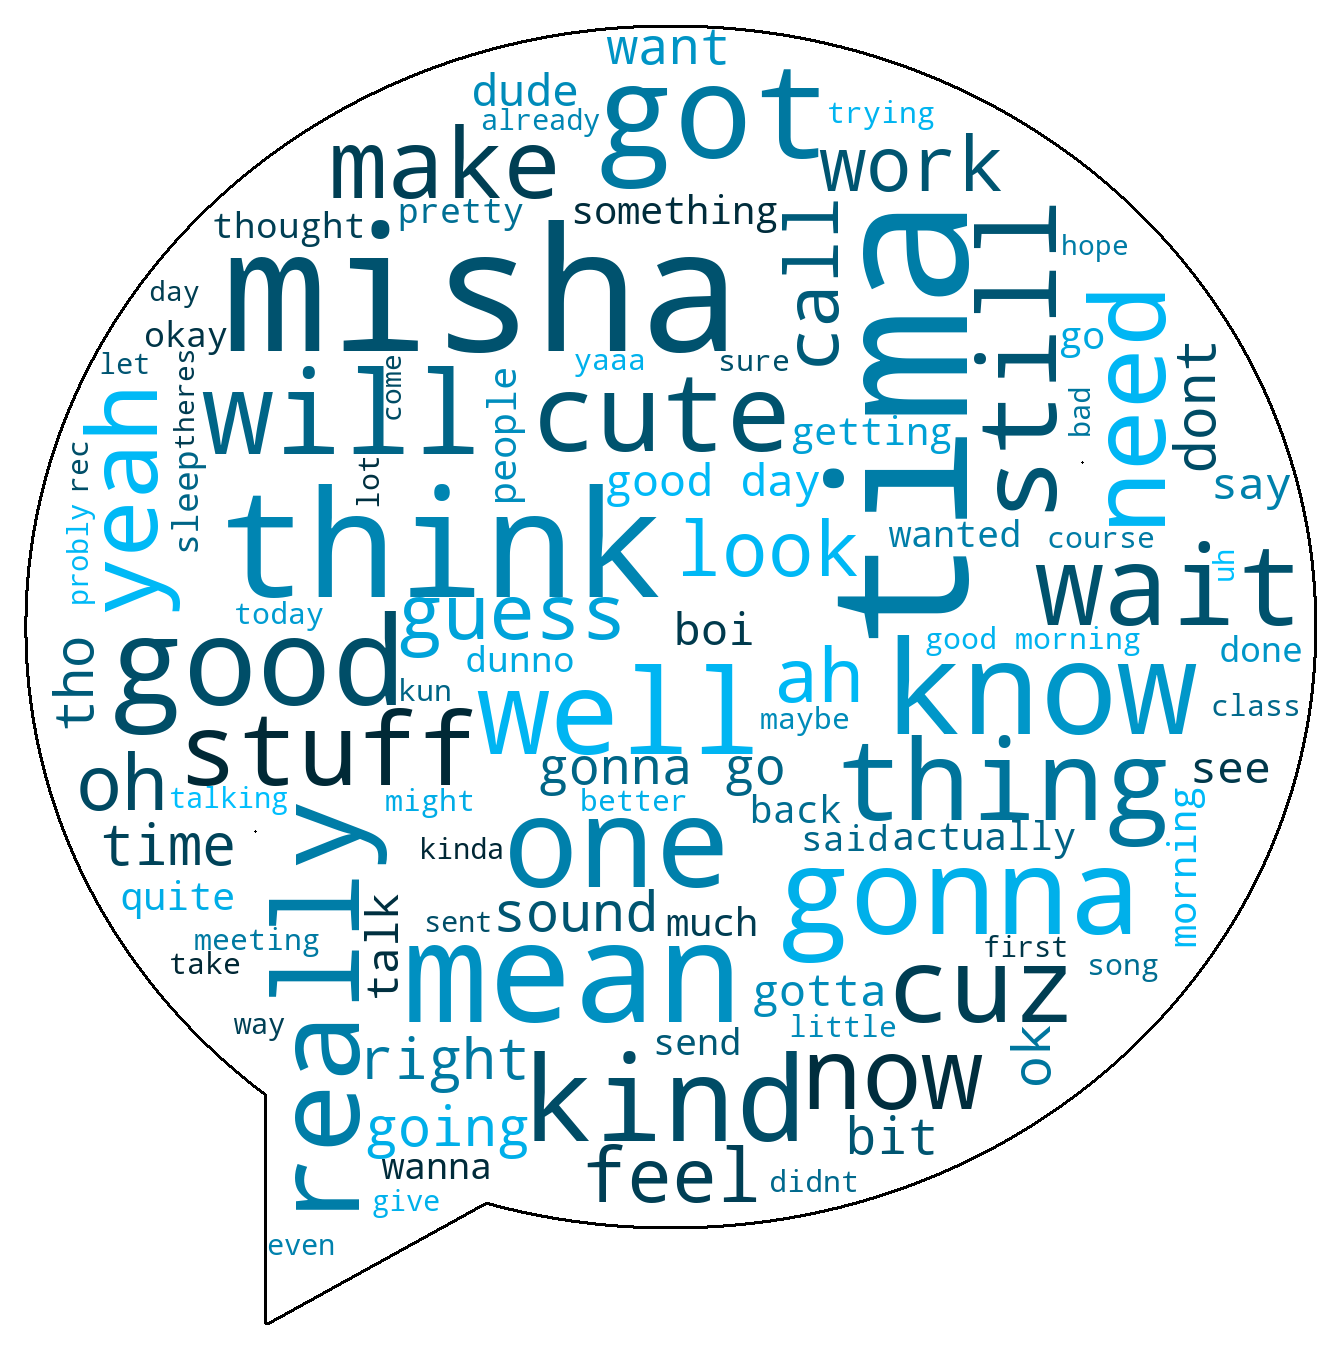 want
dude
got
already
trying
make
work
thought
pretty
something
call
tima
still
hope
misha
day
okay
let
yaaa
sure
go
need
dont
come
people
will
cute
bad
yeah
sleeptheres
rec
probly
lot
getting
good day
say
think
look
wanted
course
wait
uh
today
guess
boi
good morning
done
tho
good
dunno
kun
well
ah
maybe
know
class
stuff
oh
gonna go
thing
see
talking
might
better
back
morning
time
really
kinda
one
said
actually
quite
talk
sent
sound
much
gonna
meeting
take
mean
first
song
way
gotta
cuz
little
right
send
ok
going
kind
now
bit
wanna
feel
didnt
give
even